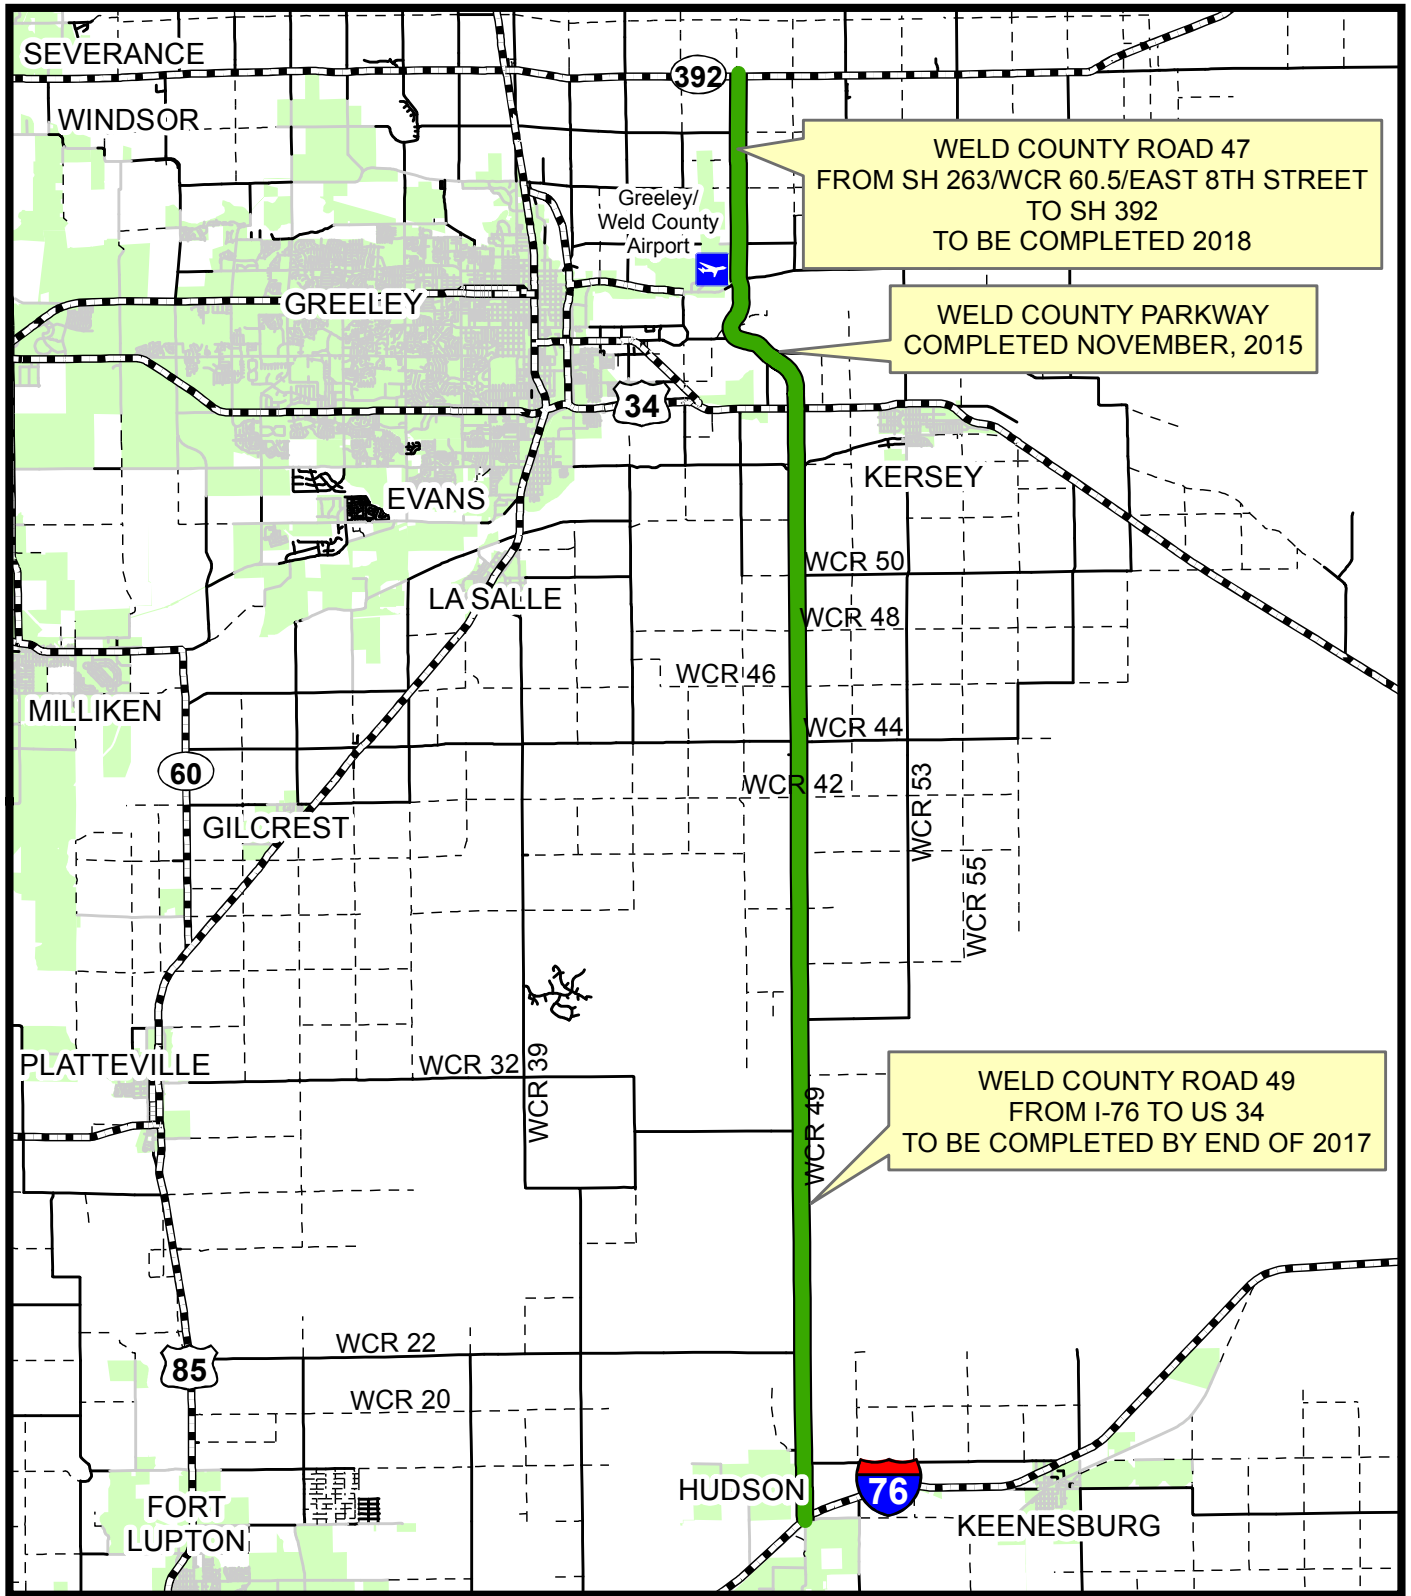 SEVERANCE
392
WINDSOR
WELD COUNTY ROAD 47
FROM SH 263/WCR 60.5/EAST 8TH STREET
TO SH 392
TO BE COMPLETED 2018
Greeley/
Weld County
Airport
GREELEY
WELD COUNTY PARKWAY
COMPLETED NOVEMBER, 2015
34
KERSEY
EVANS
WCR 50
LA SALLE
WCR 48
WCR 46
MILLIKEN
WCR 44
60
WCR 42
WCR 53
GILCREST
WCR 55
PLATTEVILLE
WCR 32
WCR 39
WCR 49
WELD COUNTY ROAD 49
FROM I-76 TO US 34
TO BE COMPLETED BY END OF 2017
WCR 22
85
WCR 20
HUDSON
76
FORT
LUPTON
KEENESBURG